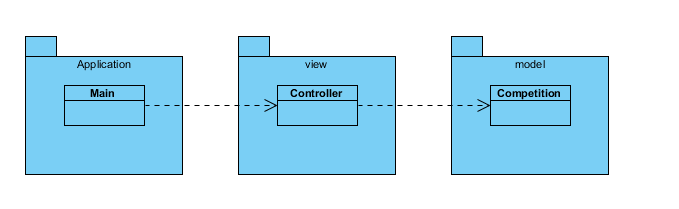 Application
view
model
Main
Controller
Competition